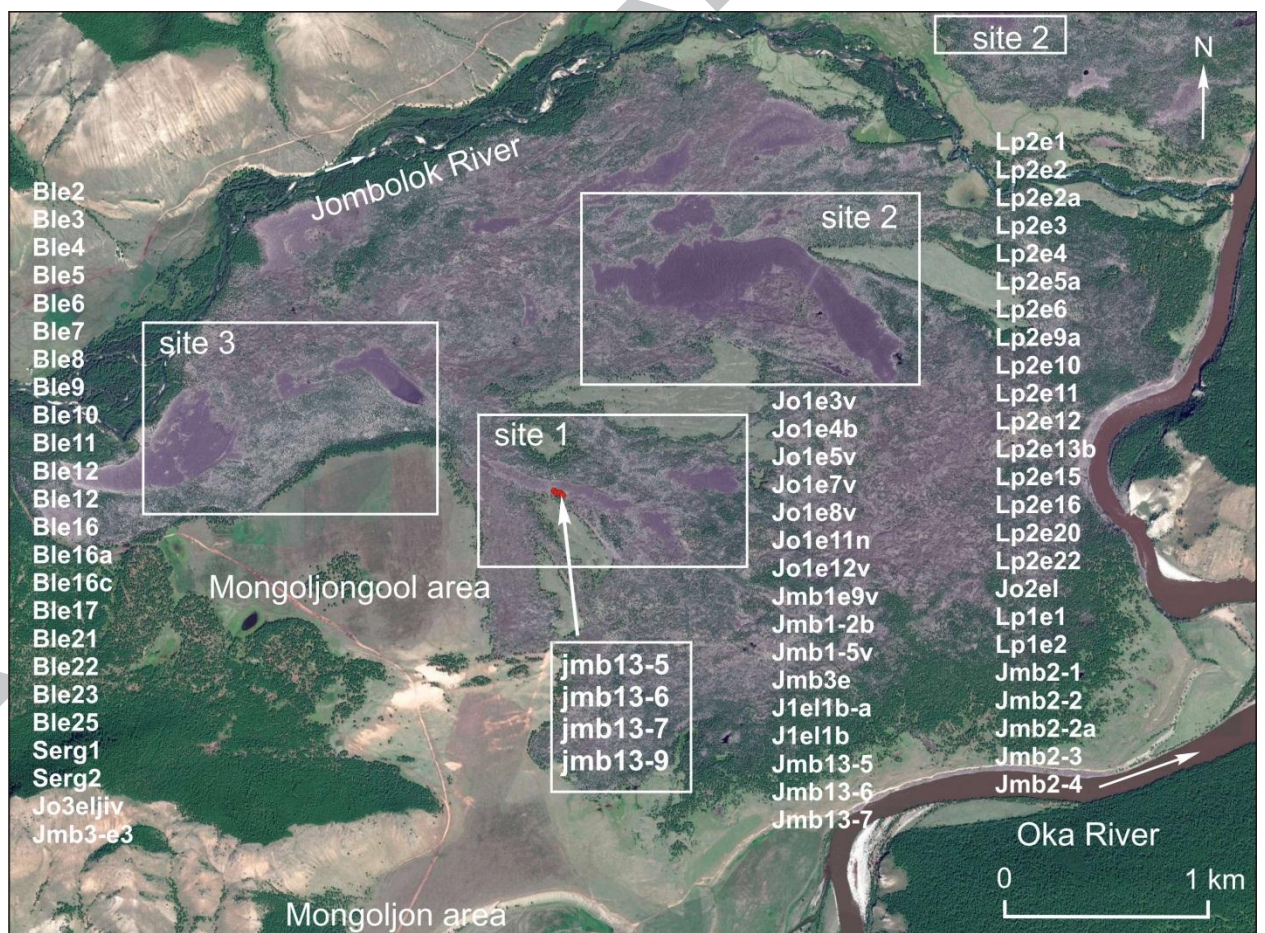 site 2
N
Jombolok River
site 2
site 3
site 1
Mongoljongool area
Ble2
Ble3
Ble4
Ble5
Ble6
Ble7
Ble8
Ble9
Ble10
Ble11
Ble12
Ble12
Ble16
Ble16a
Ble16c
Ble17
Ble21
Ble22
Ble23
Ble25
Serg1
Serg2
Jo3eljiv
Jmb3-e3
jmb13-5
jmb13-6
jmb13-7
jmb13-9
Jo1e3v
Jo1e4b
Jo1e5v
Jo1e7v
Jo1e8v
Jo1e11n
Jo1e12v
Jmb1e9v
Jmb1-2b
Jmb1-5v
Jmb3e
J1el1b-a
J1el1b
Jmb13-5
Jmb13-6
Jmb13-7
Lp2e1
Lp2e2
Lp2e2a
Lp2e3
Lp2e4
Lp2e5a
Lp2e6
Lp2e9a
Lp2e10
Lp2e11
Lp2e12
Lp2e13b
Lp2e15
Lp2e16
Lp2e20
Lp2e22
Jo2el
Lp1e1
Lp1e2
Jmb2-1
Jmb2-2
Jmb2-2a
Jmb2-3
Jmb2-4
Oka River
0 1 km
Mongoljon area